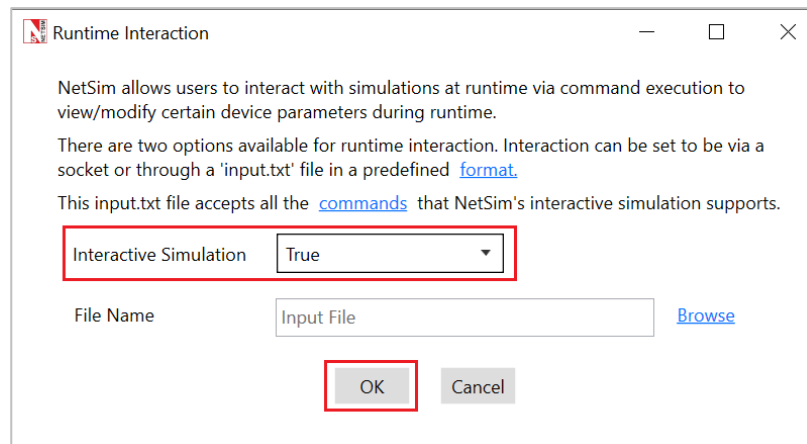 NETSIM
Runtime Interaction
NetSim allows users to interact with simulations at runtime via command execution to
view/modify certain device parameters during runtime.
There are two options available for runtime interaction. Interaction can be set to be via a
socket or through a 'input.txt' file in a predefined format.
This input.txt file accepts all the commands that NetSim's interactive simulation supports.
Interactive Simulation True
File Name Input File Browse
OK Cancel